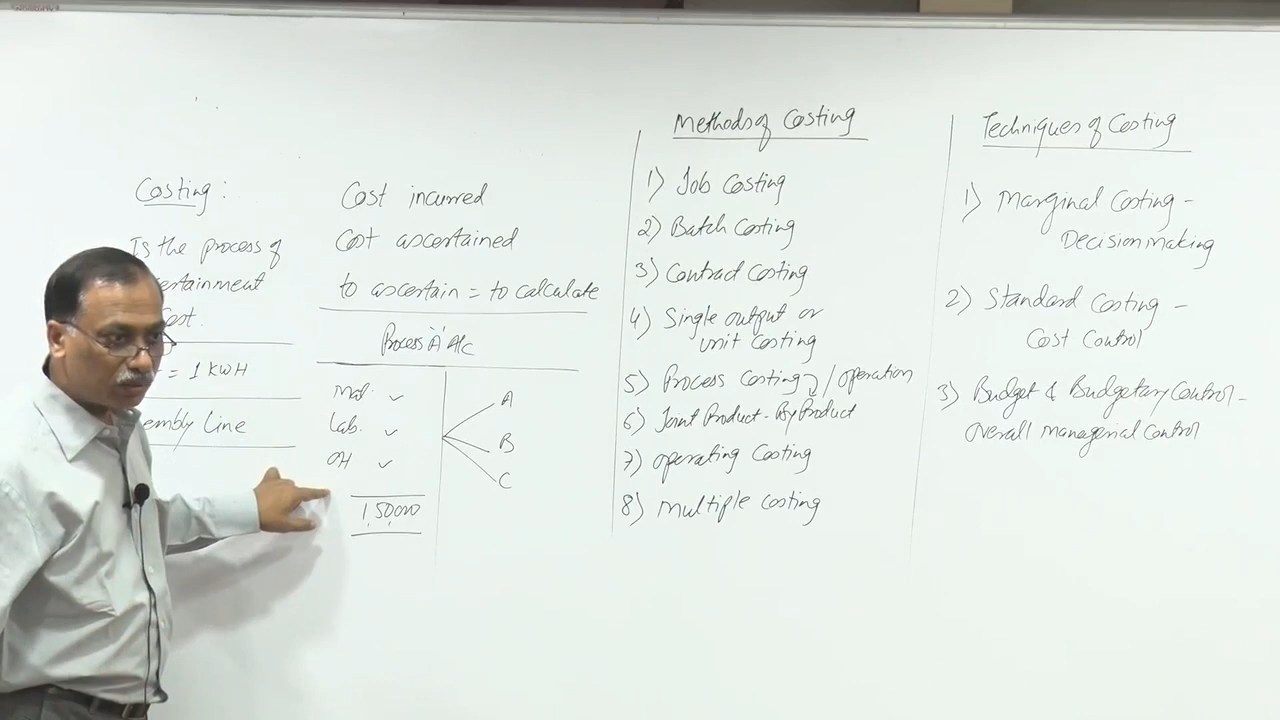 Costing:
Is the process of
ertainment
Cost.
= 1 KWH
embly Line
Cost incurred
Cost ascertained
to ascertain = to calculate
Process 'A' A/C
Mat. ✓
Lab. ✓
OH ✓
1,50,000
A
B
C
Methods of Costing
1) Job Costing
2) Batch Costing
3) Contract Costing
4) Single output or
unit Costing
5) Process Costing / operation
6) Joint Product - By Product
7) Operating Costing
8) Multiple Costing
Techniques of Costing
1) Marginal Costing -
Decision making
2) Standard Costing -
Cost Control
3) Budget & Budgetary Control -
Overall Managerial Control